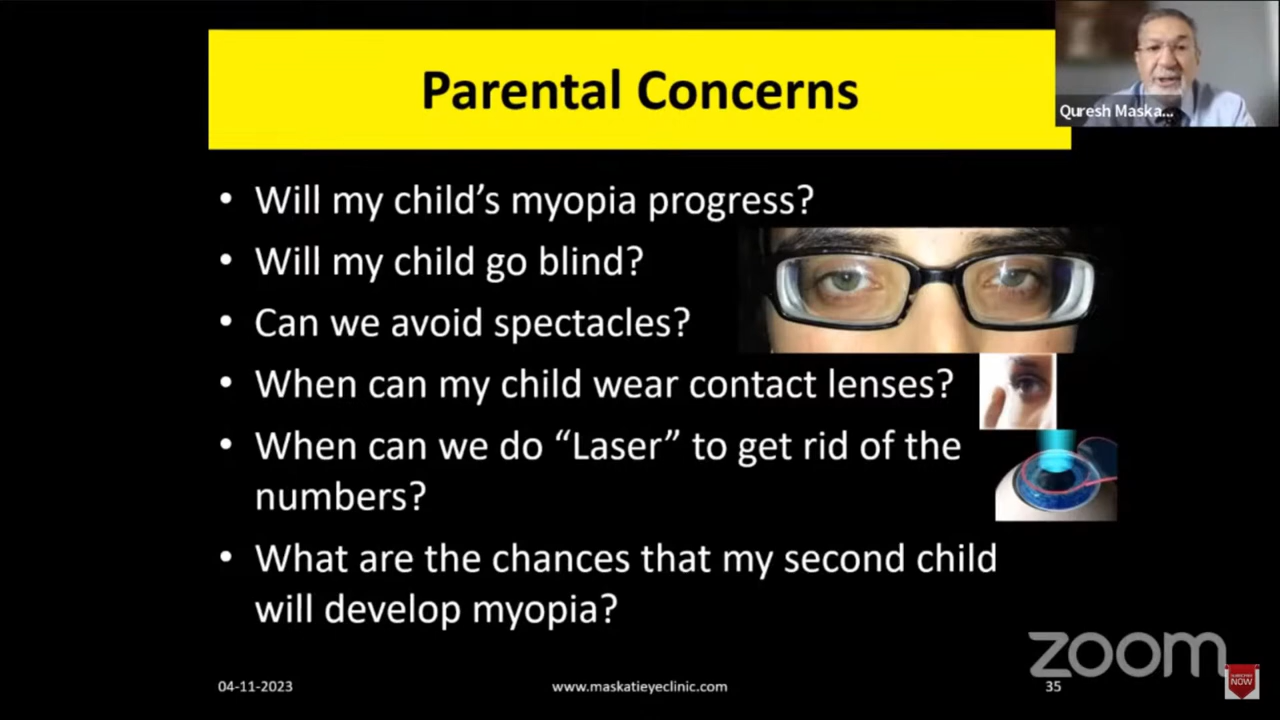 Parental Concerns
Quresh Maska...
• Will my child’s myopia progress?
• Will my child go blind?
• Can we avoid spectacles?
• When can my child wear contact lenses?
• When can we do “Laser” to get rid of the
numbers?
• What are the chances that my second child
will develop myopia?
zoom
SUBSCRIBE
NOW
04-11-2023
www.maskatieyeclinic.com
35